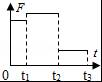 F
0 t₁ t₂ t₃ t